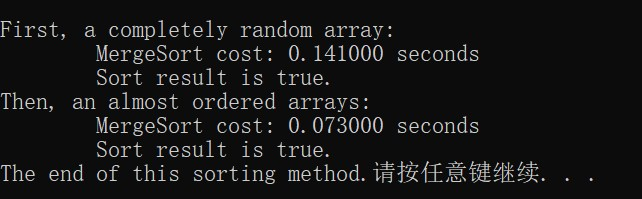 First, a completely random array:
MergeSort cost: 0.141000 seconds
Sort result is true.
Then, an almost ordered arrays:
MergeSort cost: 0.073000 seconds
Sort result is true.
The end of this sorting method.请按任意键继续. . .